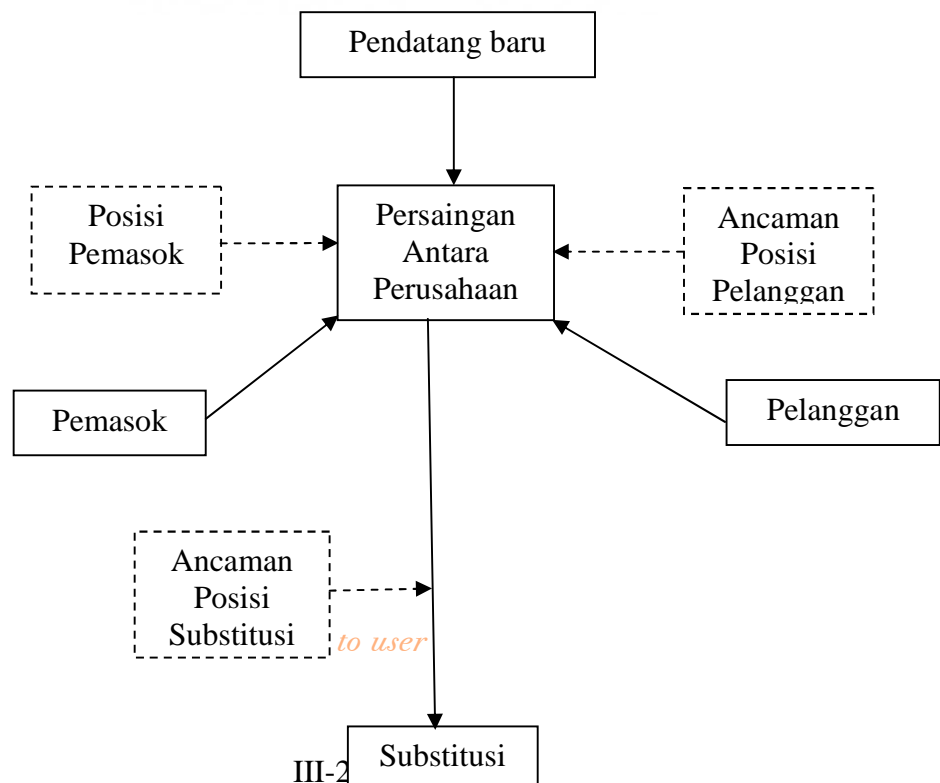 Pendatang baru
Posisi
Pemasok
Persaingan
Antara
Perusahaan
Ancaman
Posisi
Pelanggan
Pemasok
Pelanggan
Ancaman
Posisi
Substitusi
to user
Substitusi
III-2